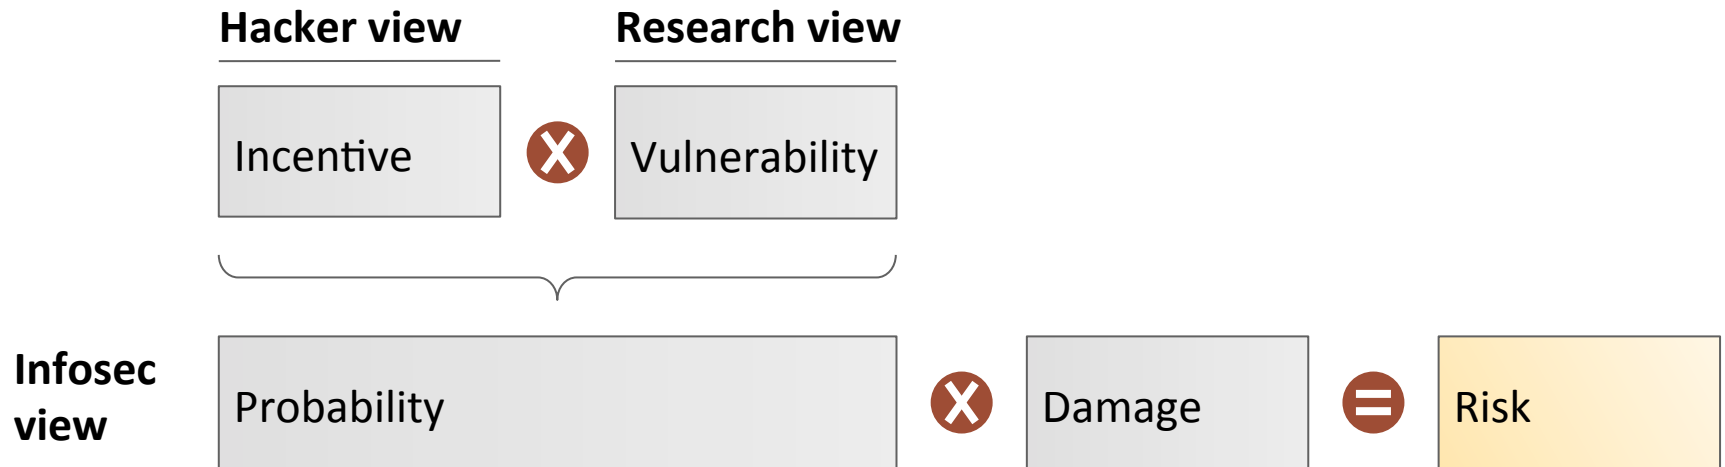 Hacker view
Research view
Incentive X Vulnerability
Infosec
view
Probability X Damage = Risk